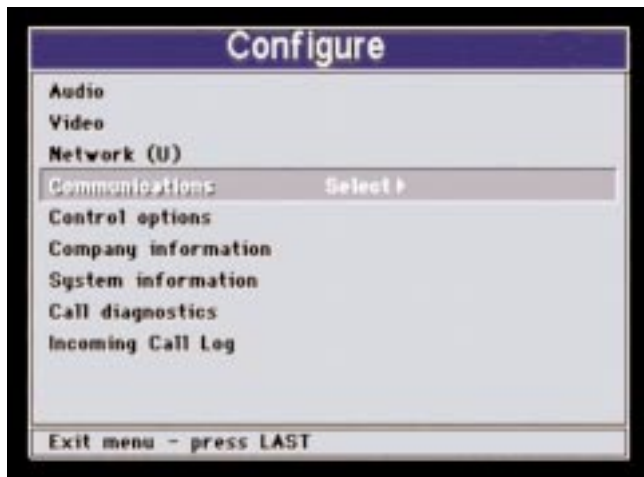 Configure
Audio
Video
Network (U)
Communications Select
Control options
Company information
System information
Call diagnostics
Incoming Call Log
Exit menu - press LAST